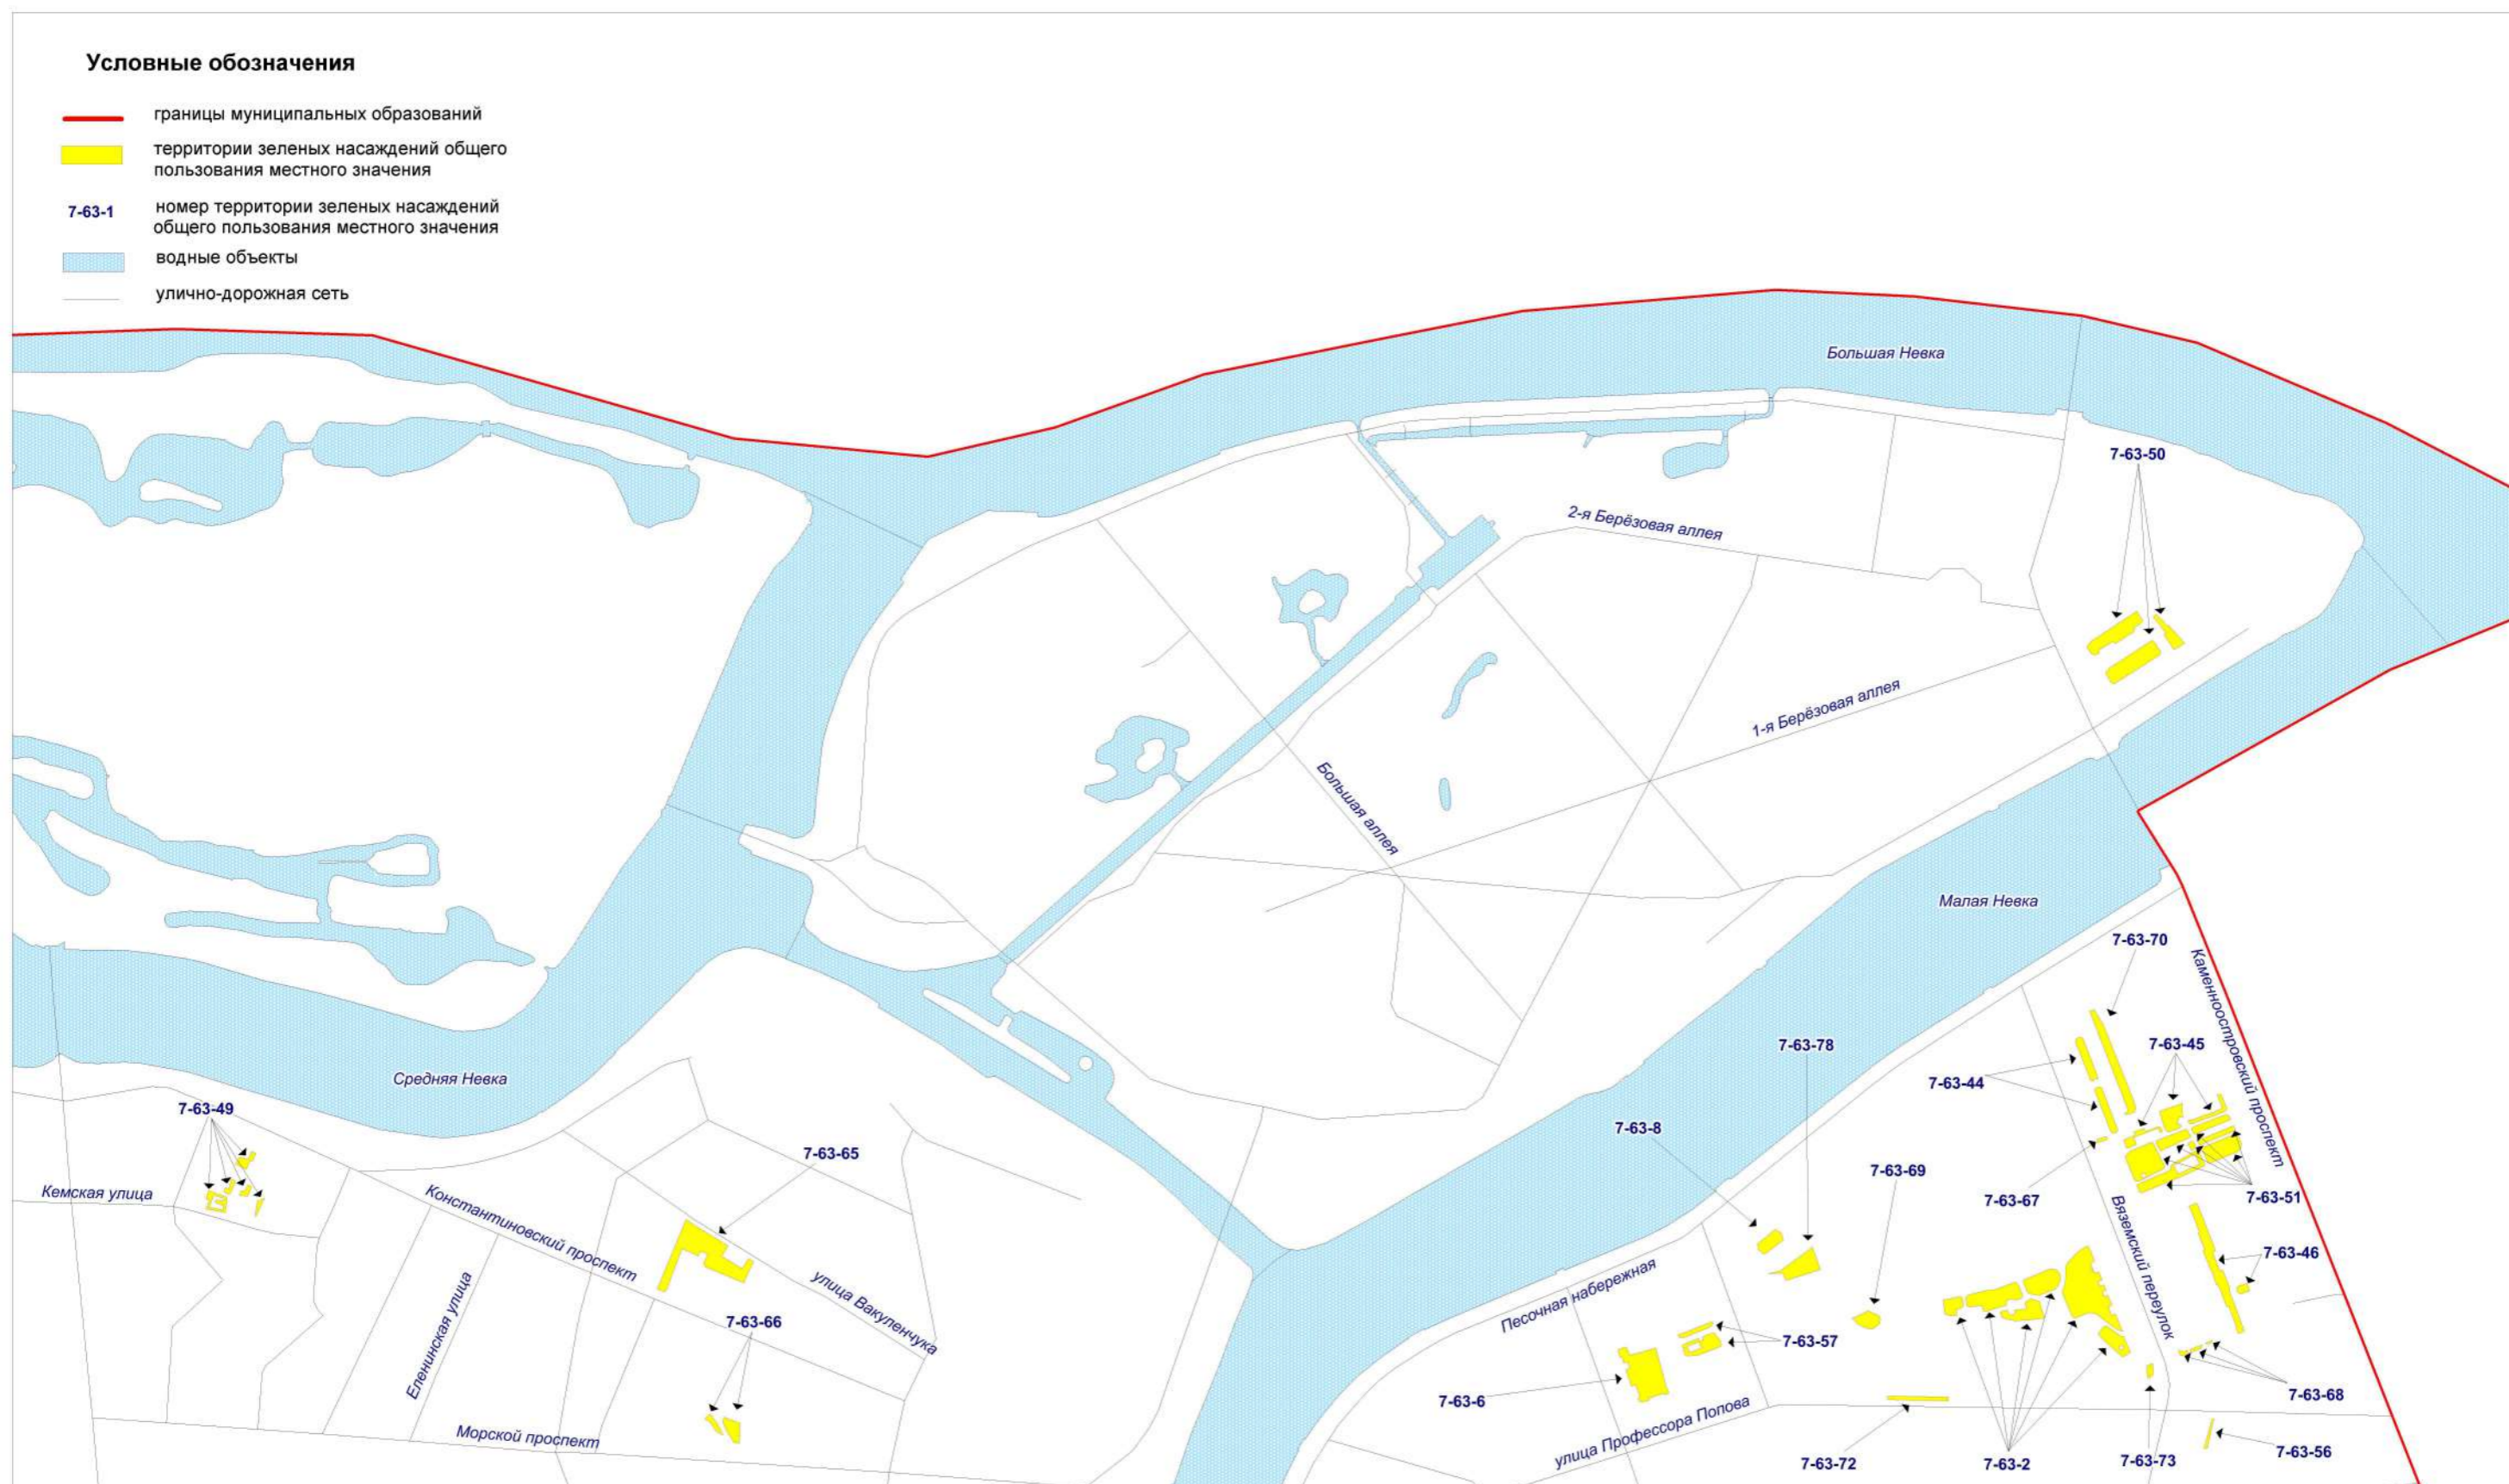 Условные обозначения
границы муниципальных образований
территории зеленых насаждений общего
пользования местного значения
7-63-1
номер территории зеленых насаждений
общего пользования местного значения
водные объекты
улично-дорожная сеть
Большая Невка
7-63-50
2-я Берёзовая аллея
1-я Берёзовая аллея
Большая аллея
Малая Невка
7-63-70
Каменноостровский проспект
7-63-78
7-63-45
Средняя Невка
7-63-44
7-63-49
7-63-8
7-63-65
7-63-69
Кемская улица
Константиновский проспект
7-63-67
7-63-51
Вяземский переулок
7-63-46
Песочная набережная
улица Вакуленчука
Еленинская улица
7-63-66
7-63-57
7-63-6
7-63-68
улица Профессора Попова
Морской проспект
7-63-72
7-63-2
7-63-73
7-63-56